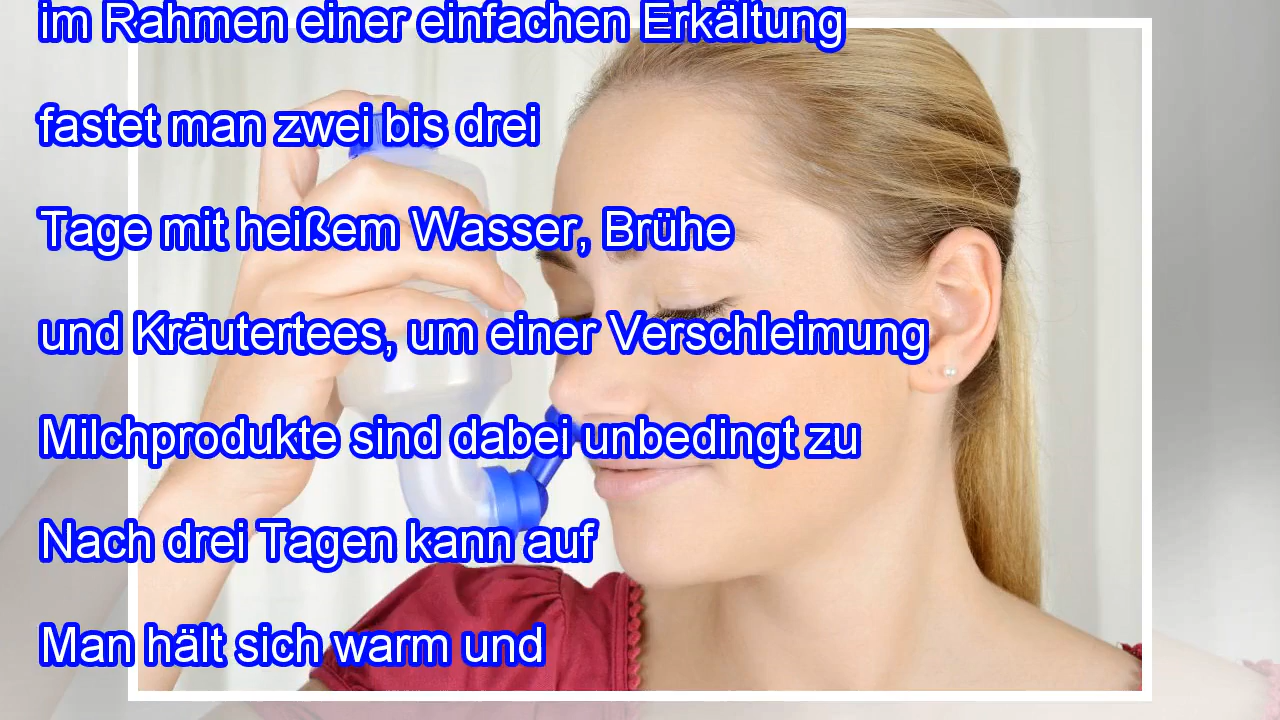 im Rahmen einer einfachen Erkältung
fastet man zwei bis drei
Tage mit heißem Wasser, Brühe
und Kräutertees, um einer Verschleimung
Milchprodukte sind dabei unbedingt zu
Nach drei Tagen kann auf
Man hält sich warm und